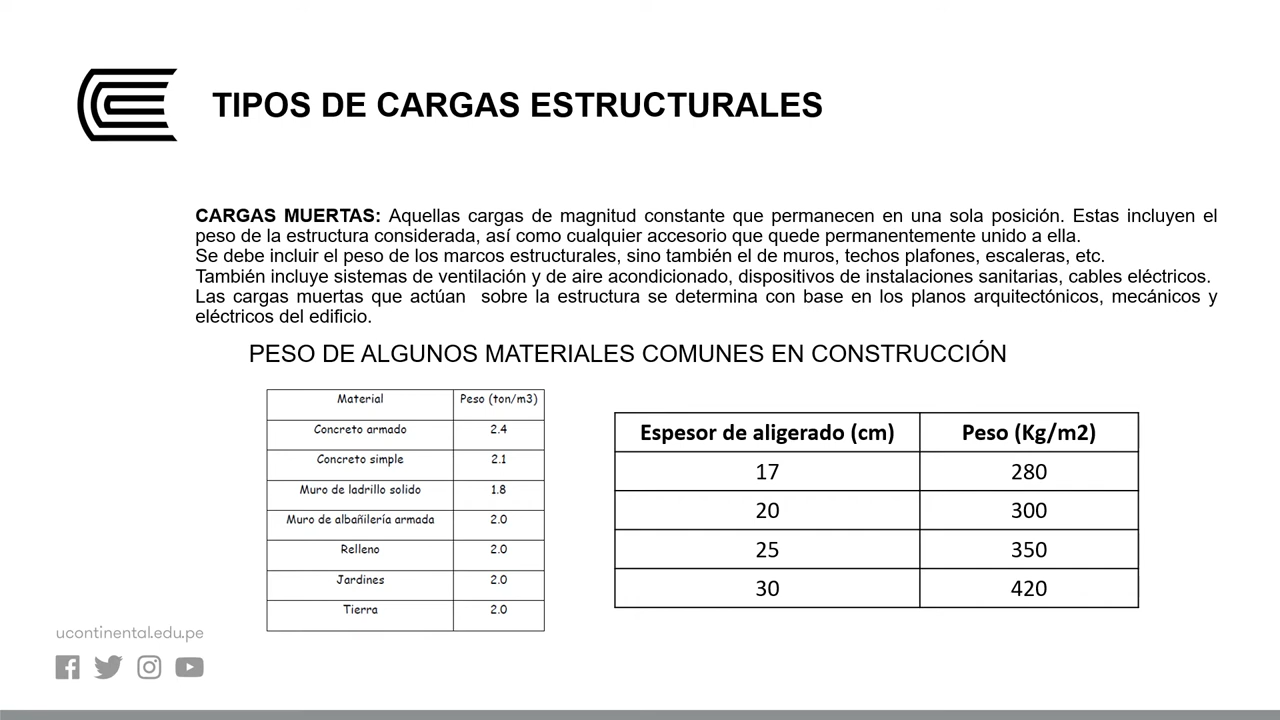 TIPOS DE CARGAS ESTRUCTURALES
CARGAS MUERTAS: Aquellas cargas de magnitud constante que permanecen en una sola posición. Estas incluyen el
peso de la estructura considerada, así como cualquier accesorio que quede permanentemente unido a ella.
Se debe incluir el peso de los marcos estructurales, sino también el de muros, techos plafones, escaleras, etc.
También incluye sistemas de ventilación y de aire acondicionado, dispositivos de instalaciones sanitarias, cables eléctricos.
Las cargas muertas que actúan sobre la estructura se determina con base en los planos arquitectónicos, mecánicos y
eléctricos del edificio.
PESO DE ALGUNOS MATERIALES COMUNES EN CONSTRUCCIÓN
Material Peso (ton/m3)
Concreto armado 2.4
Concreto simple 2.1
Muro de ladrillo solido 1.8
Muro de albañilería armada 2.0
Relleno 2.0
Jardines 2.0
Tierra 2.0
Espesor de aligerado (cm) Peso (Kg/m2)
17 280
20 300
25 350
30 420
ucontinental.edu.pe